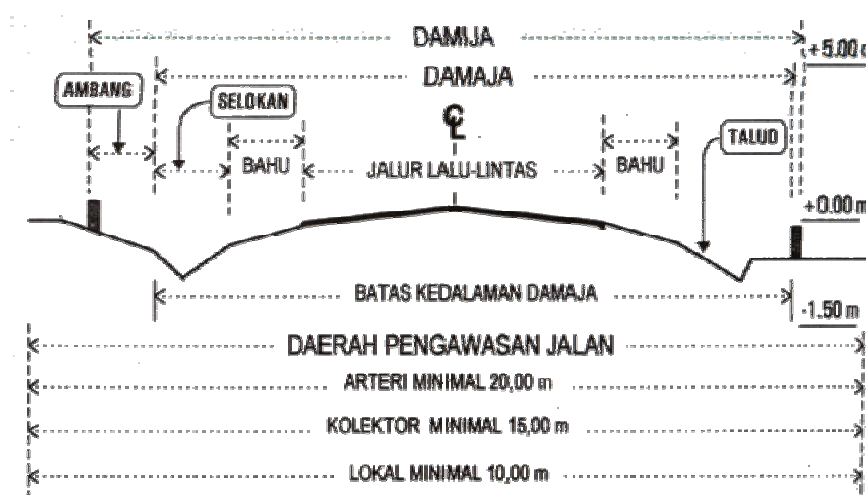 DAMIJA
+5.00
DAMAJA
AMBANG
SELOKAN
CL
TALUD
BAHU
JALUR LALU-LINTAS
BAHU
+0.00 m
BATAS KEDALAMAN DAMAJA
-1.50 m
DAERAH PENGAWASAN JALAN
ARTERI MINIMAL 20,00 m
KOLEKTOR MINIMAL 15,00 m
LOKAL MINIMAL 10,00 m